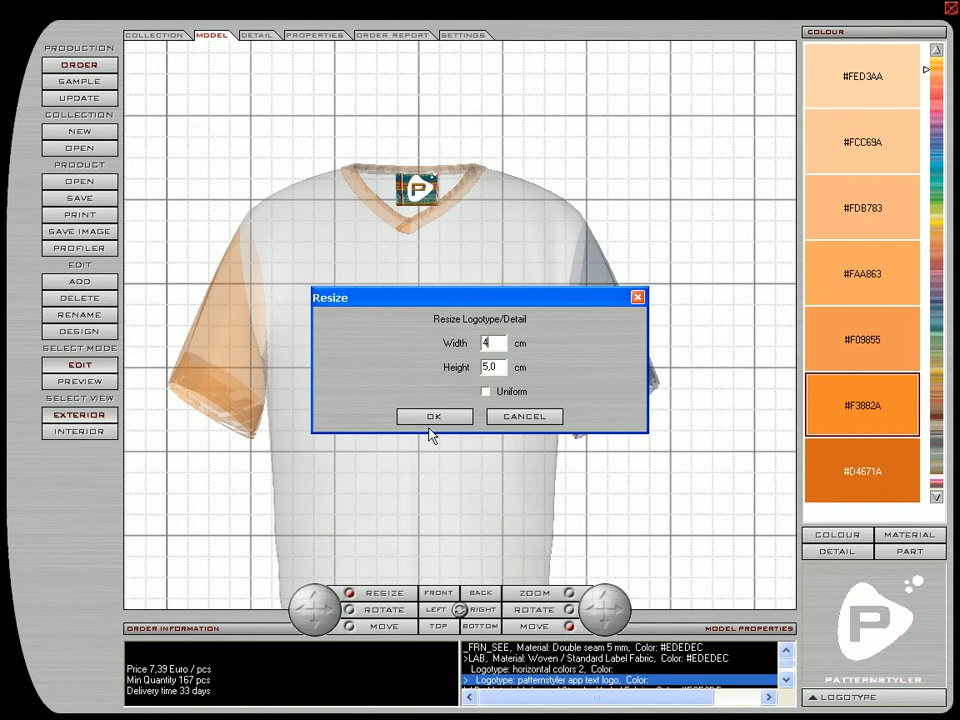 COLLECTION
MODEL
DETAIL
PROPERTIES
ORDER REPORT
SETTINGS
COLOUR
PRODUCTION
ORDER
SAMPLE
UPDATE
COLLECTION
NEW
OPEN
PRODUCT
OPEN
SAVE
PRINT
SAVE IMAGE
PROFILER
EDIT
ADD
DELETE
RENAME
DESIGN
SELECT MODE
EDIT
PREVIEW
SELECT VIEW
EXTERIOR
INTERIOR
P
Resize
Resize Logotype/Detail
Width 4 cm
Height 5,0 cm
Uniform
OK CANCEL
#FED3AA
#FCC69A
#FDB783
#FAA863
#F09855
#F3882A
#D4671A
COLOUR MATERIAL
DETAIL PART
RESIZE FRONT BACK ZOOM
ROTATE LEFT RIGHT ROTATE
MOVE TOP BOTTOM MOVE
ORDER INFORMATION
MODEL PROPERTIES
Price 7,39 Euro / pcs
Min Quantity 167 pcs
Delivery time 33 days
_FRN_SEE, Material: Double seam 5 mm, Color: #EDEDEC
>LAB, Material: Woven / Standard Label Fabric, Color: #EDEDEC
Logotype: horizontal colors 2, Color:
> Logotype: patternstyler app text logo, Color:
P
PATTERNSTYLER
LOGOTYPE